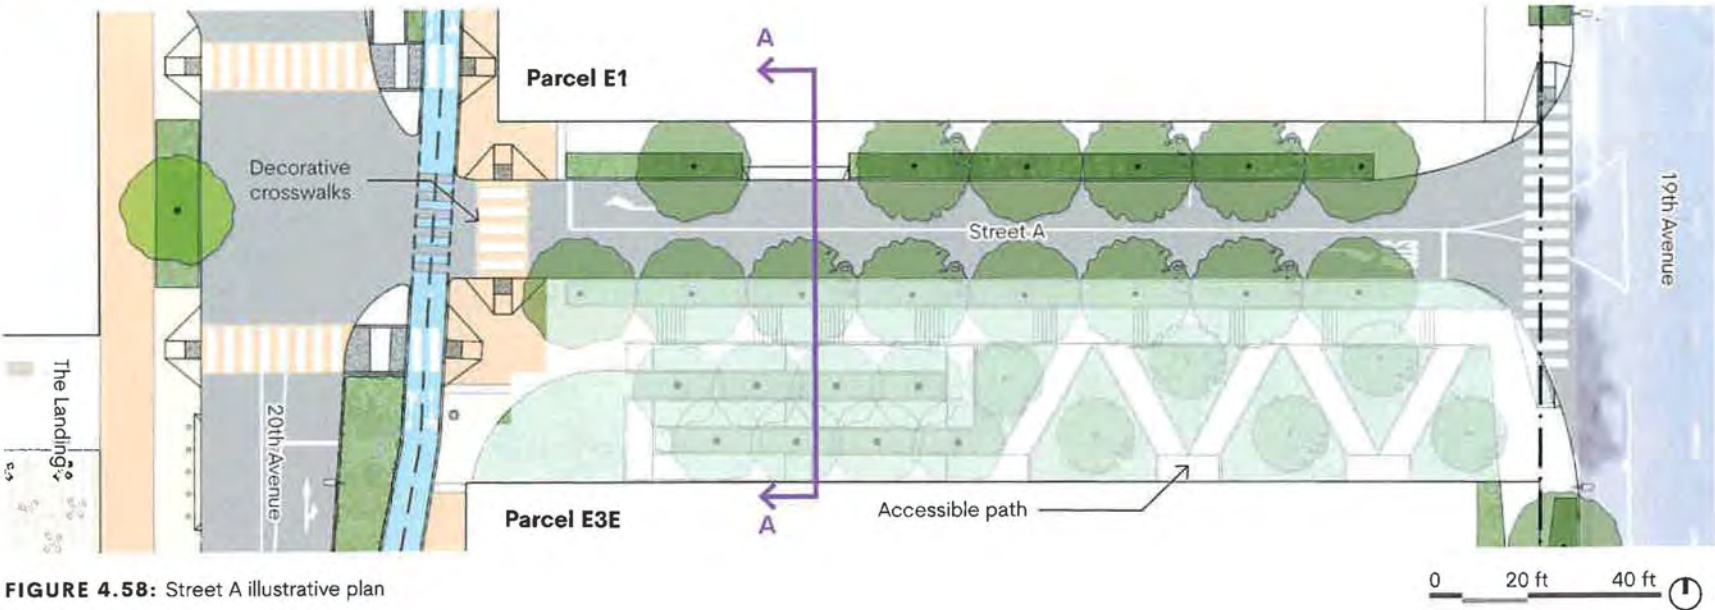 A
Parcel E1
Decorative
crosswalks
Street A
19th Avenue
The Landing
20th Avenue
Accessible path
Parcel E3E
A
FIGURE 4.58: Street A illustrative plan
0 20 ft 40 ft